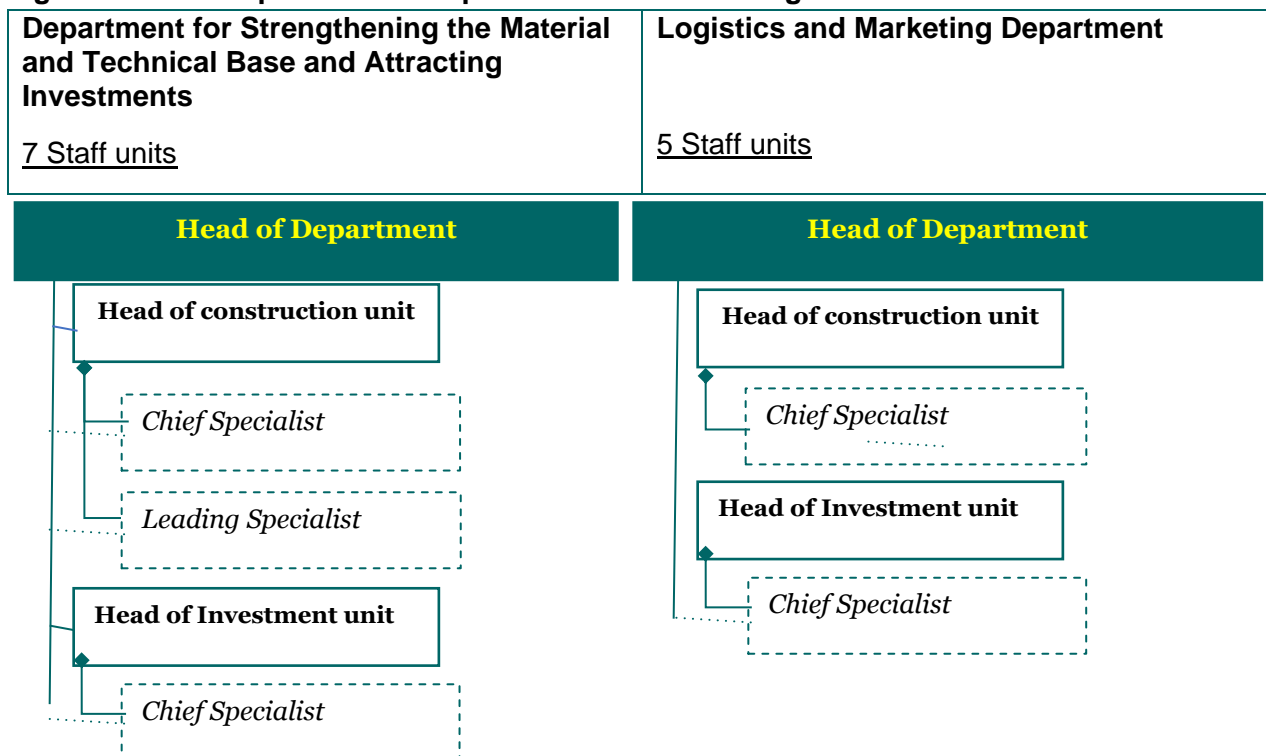 Department for Strengthening the Material
and Technical Base and Attracting
Investments
7 Staff units
Logistics and Marketing Department
5 Staff units
Head of Department
Head of construction unit
Chief Specialist
Leading Specialist
Head of Investment unit
Chief Specialist
Head of Department
Head of construction unit
Chief Specialist
Head of Investment unit
Chief Specialist